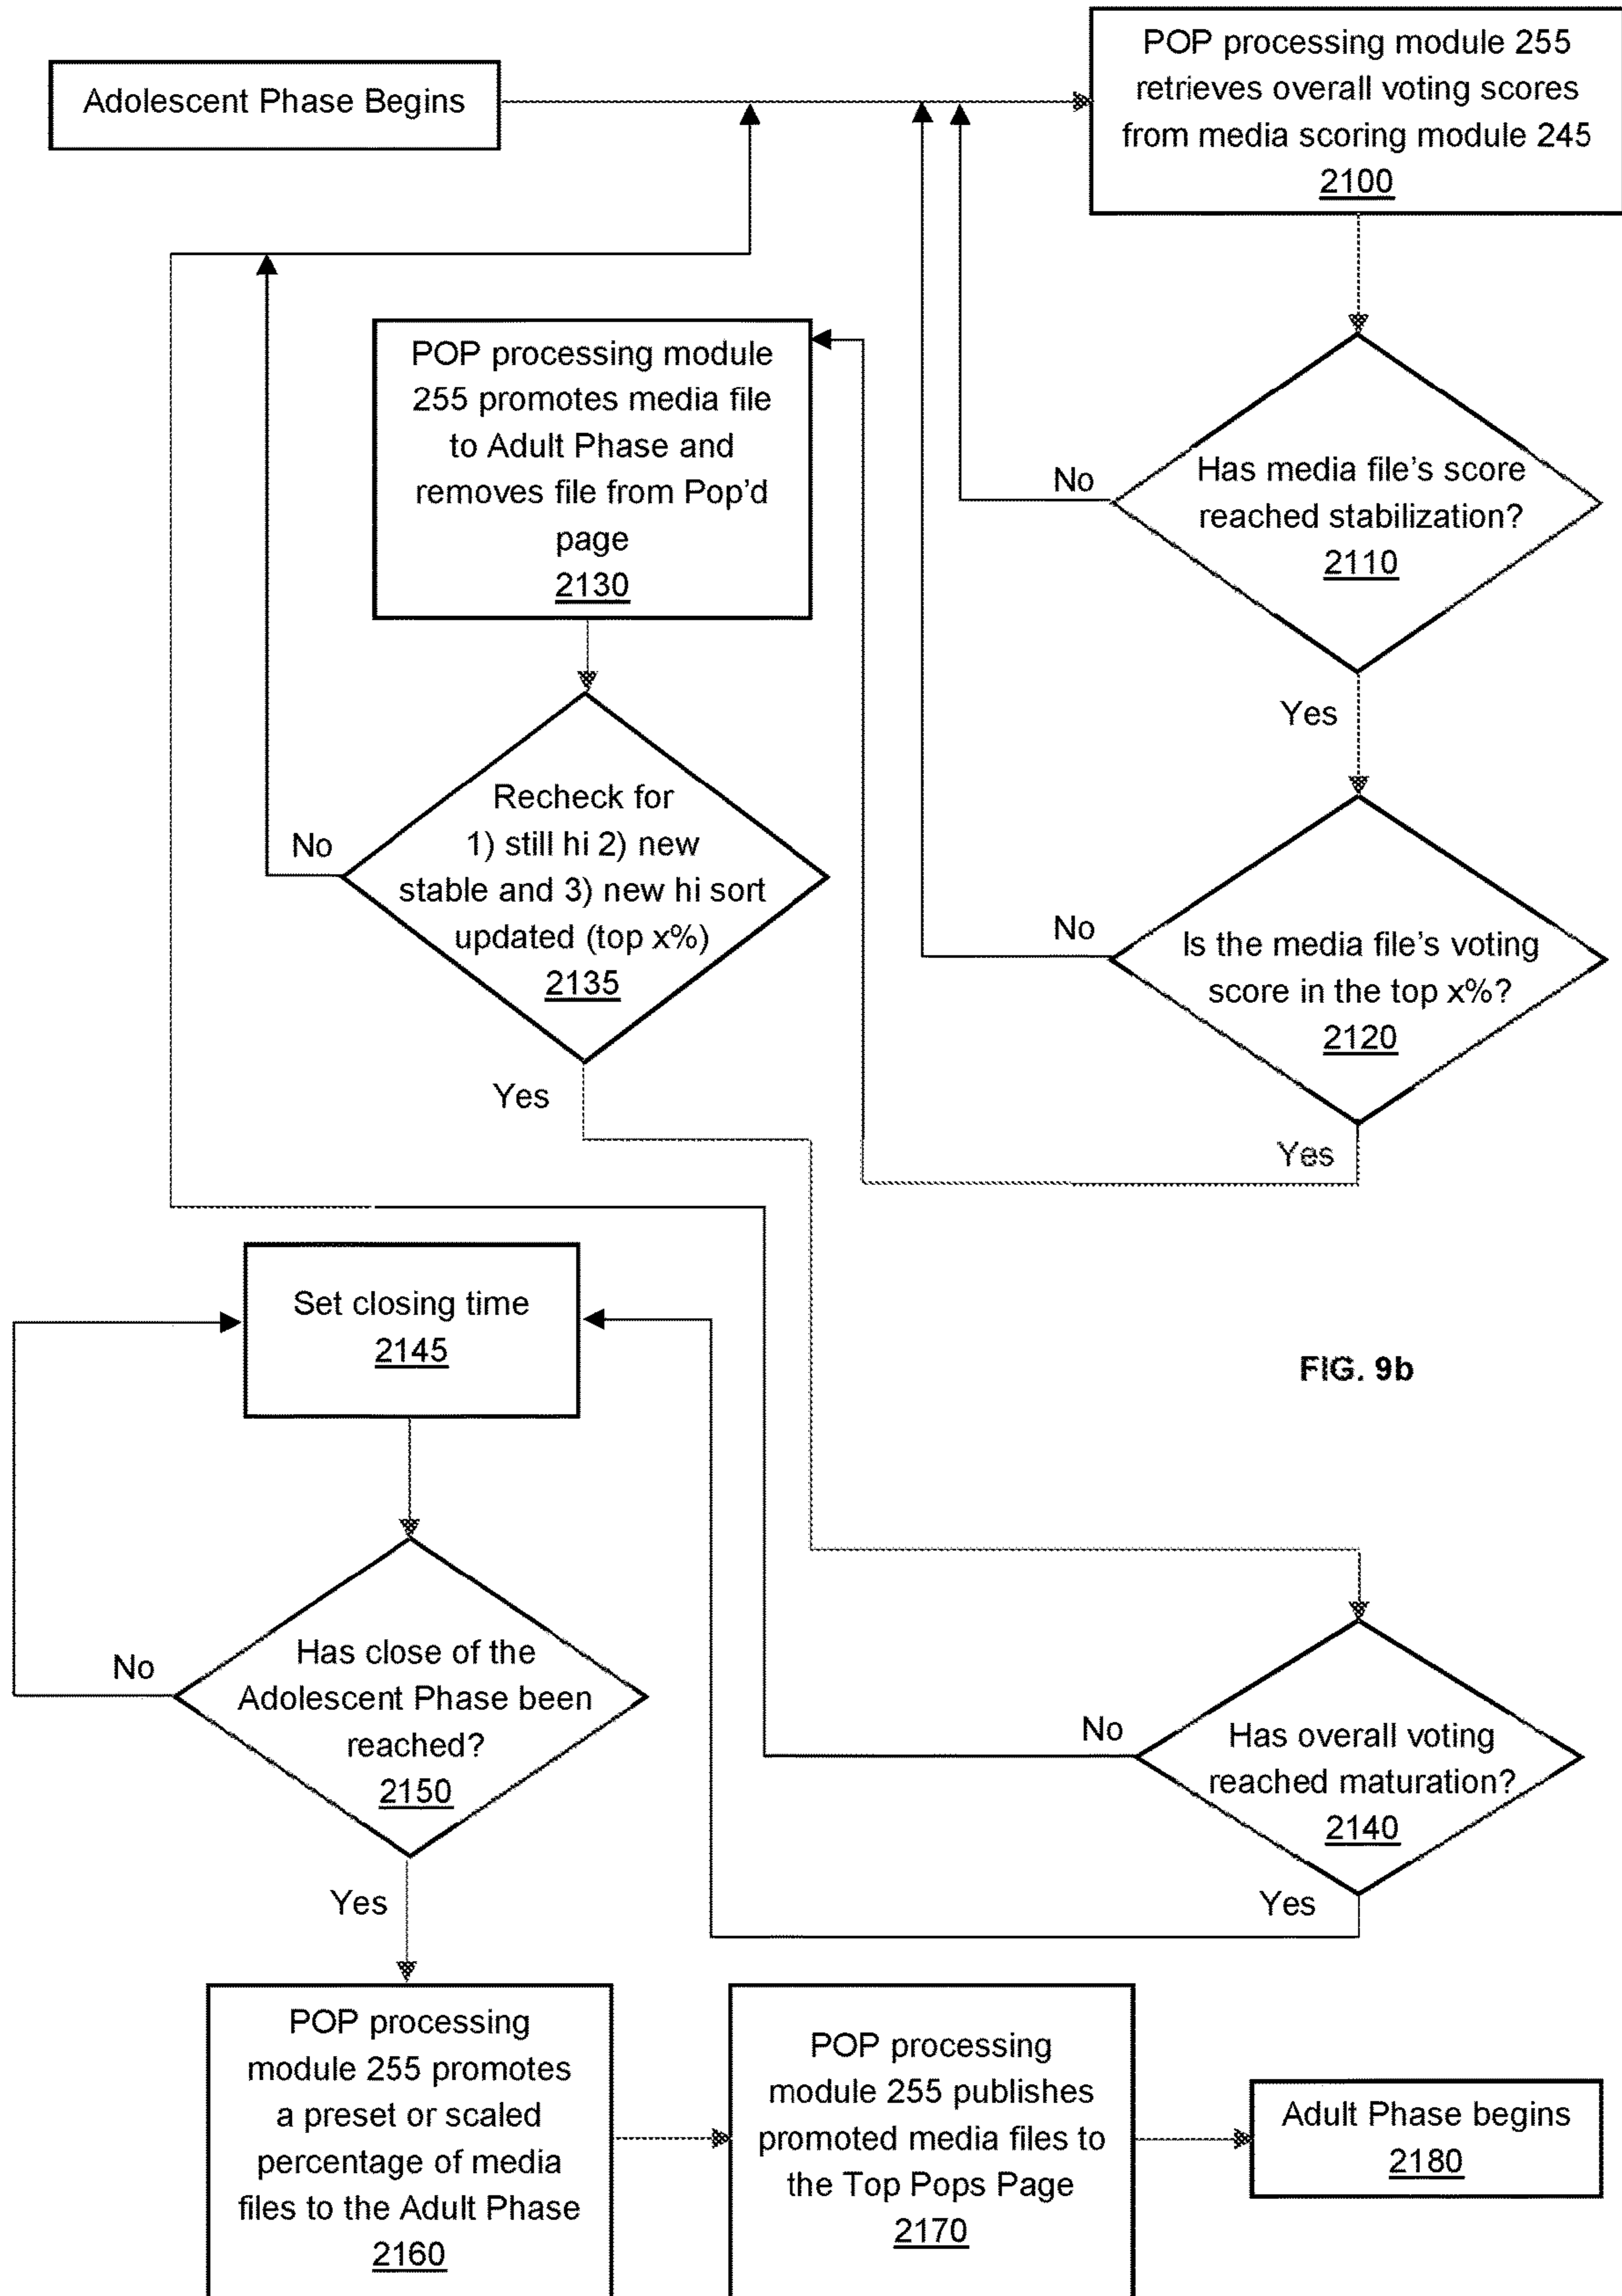 Adolescent Phase Begins
POP processing module 255
retrieves overall voting scores
from media scoring module 245
2100
Has media file's score
reached stabilization?
2110
No
Yes
Is the media file's voting
score in the top x%?
2120
No
Yes
POP processing module
255 promotes media file
to Adult Phase and
removes file from Pop'd
page
2130
Recheck for
1) still hi 2) new
stable and 3) new hi sort
updated (top x%)
2135
No
Yes
Set closing time
2145
FIG. 9b
Has close of the
Adolescent Phase been
reached?
2150
No
Yes
Has overall voting
reached maturation?
2140
No
Yes
POP processing
module 255 promotes
a preset or scaled
percentage of media
files to the Adult Phase
2160
POP processing
module 255 publishes
promoted media files to
the Top Pops Page
2170
Adult Phase begins
2180